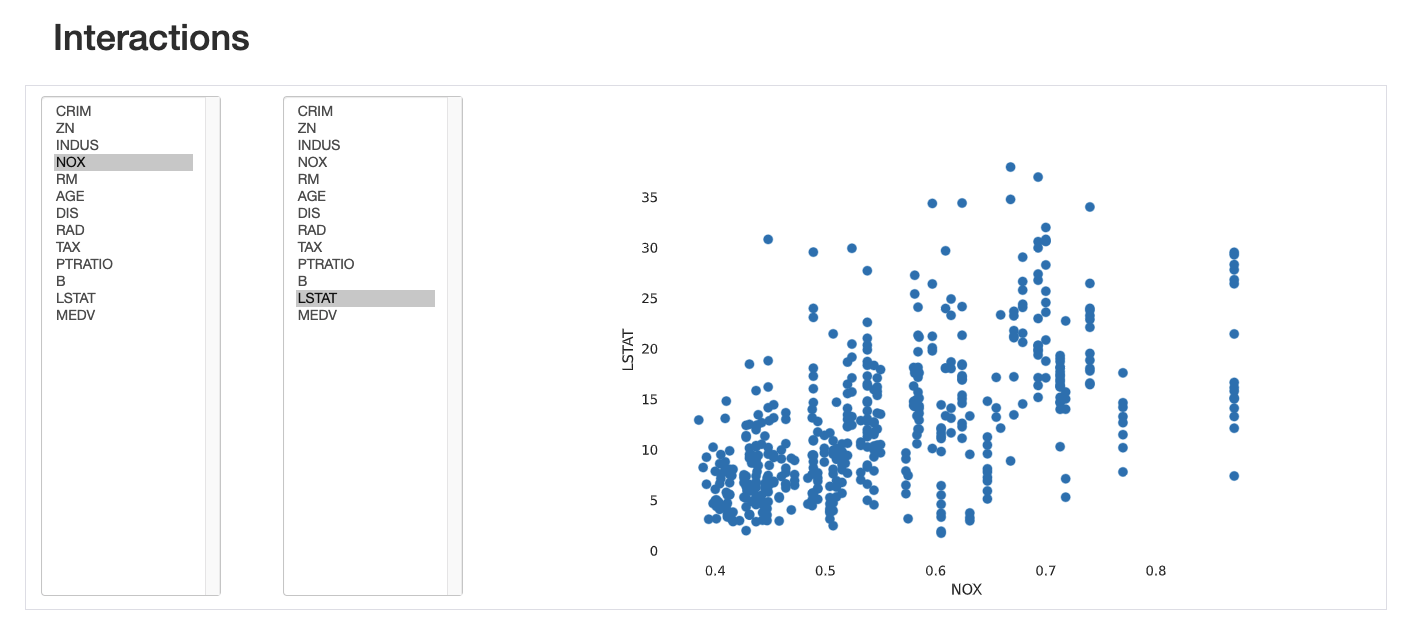 Interactions
CRIM
ZN
INDUS
NOX
RM
AGE
DIS
RAD
TAX
PTRATIO
B
LSTAT
MEDV
CRIM
ZN
INDUS
NOX
RM
AGE
DIS
RAD
TAX
PTRATIO
B
LSTAT
MEDV
LSTAT
35
30
25
20
15
10
5
0
0.4 0.5 0.6 0.7 0.8
NOX